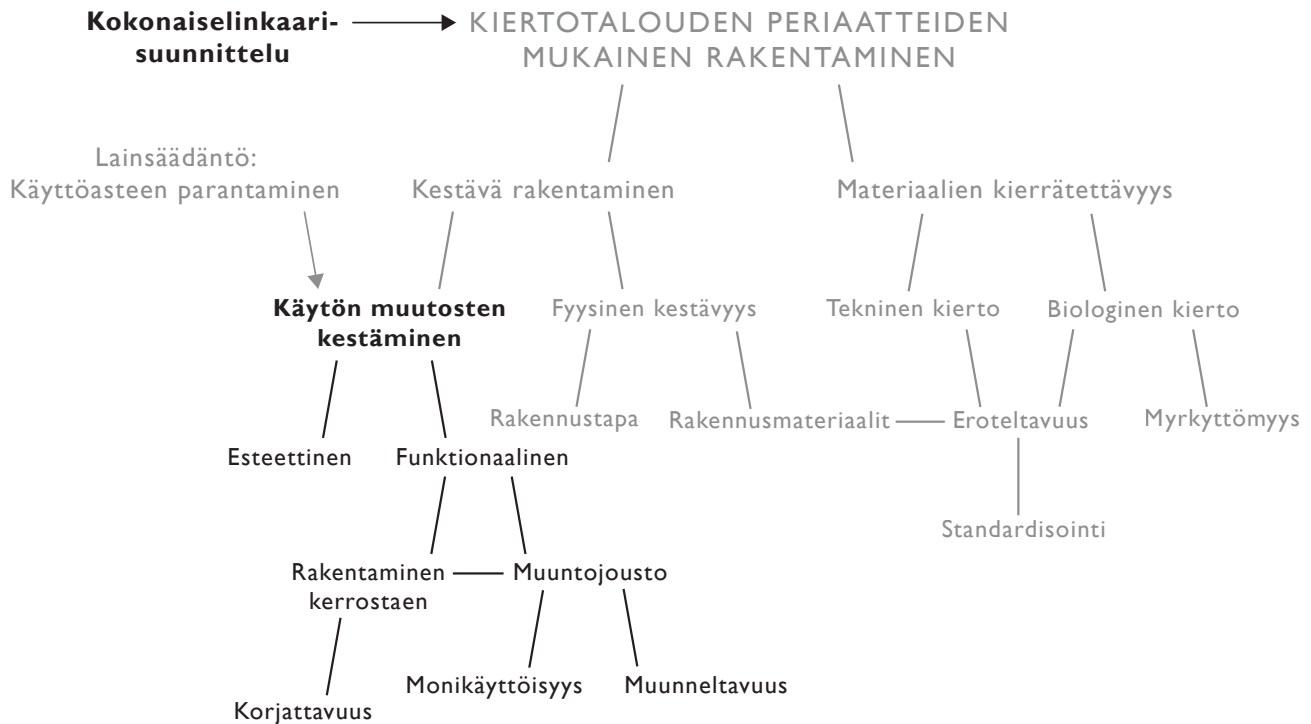 Kokonaiselinkaari-
suunnittelu
KIERTOTALOUDEN PERIAATTEIDEN
MUKAINEN RAKENTAMINEN
Lainsäädäntö:
Käyttöasteen parantaminen
Kestävä rakentaminen
Materiaalien kierrätettävyys
Käytön muutosten
kestäminen
Fyysinen kestävyys
Tekninen kierto
Biologinen kierto
Rakennustapa
Rakennusmateriaalit
Eroteltavuus
Myrkyttömyys
Esteettinen
Funktionaalinen
Standardisointi
Rakentaminen
kerrostaen
Muuntojousto
Monikäyttöisyys
Muunneltavuus
Korjattavuus